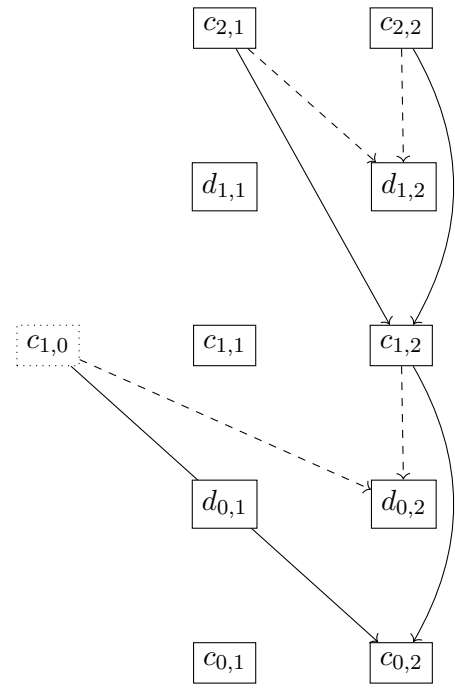 c_{2,1} c_{2,2}
d_{1,1} d_{1,2}
c_{1,0} c_{1,1} c_{1,2}
d_{0,1} d_{0,2}
c_{0,1} c_{0,2}